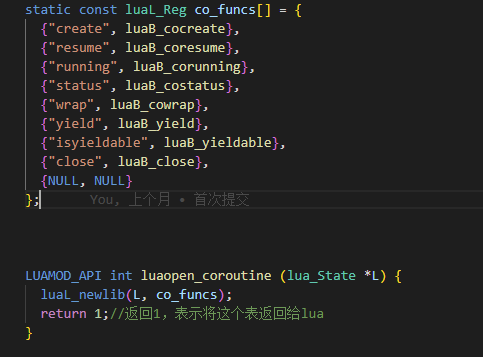 static const luaL_Reg co_funcs[] = {
{"create", luaB_cocreate},
{"resume", luaB_coresume},
{"running", luaB_corunning},
{"status", luaB_costatus},
{"wrap", luaB_cowrap},
{"yield", luaB_yield},
{"isyieldable", luaB_yieldable},
{"close", luaB_close},
{NULL, NULL}
}; You, 上个月 • 首次提交
LUAMOD_API int luaopen_coroutine (lua_State *L) {
luaL_newlib(L, co_funcs);
return 1;//返回1，表示将这个表返回给lua
}